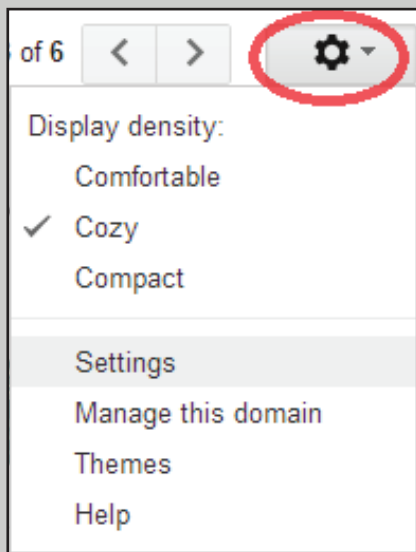 of 6
Display density:
Comfortable
Cozy
Compact
Settings
Manage this domain
Themes
Help